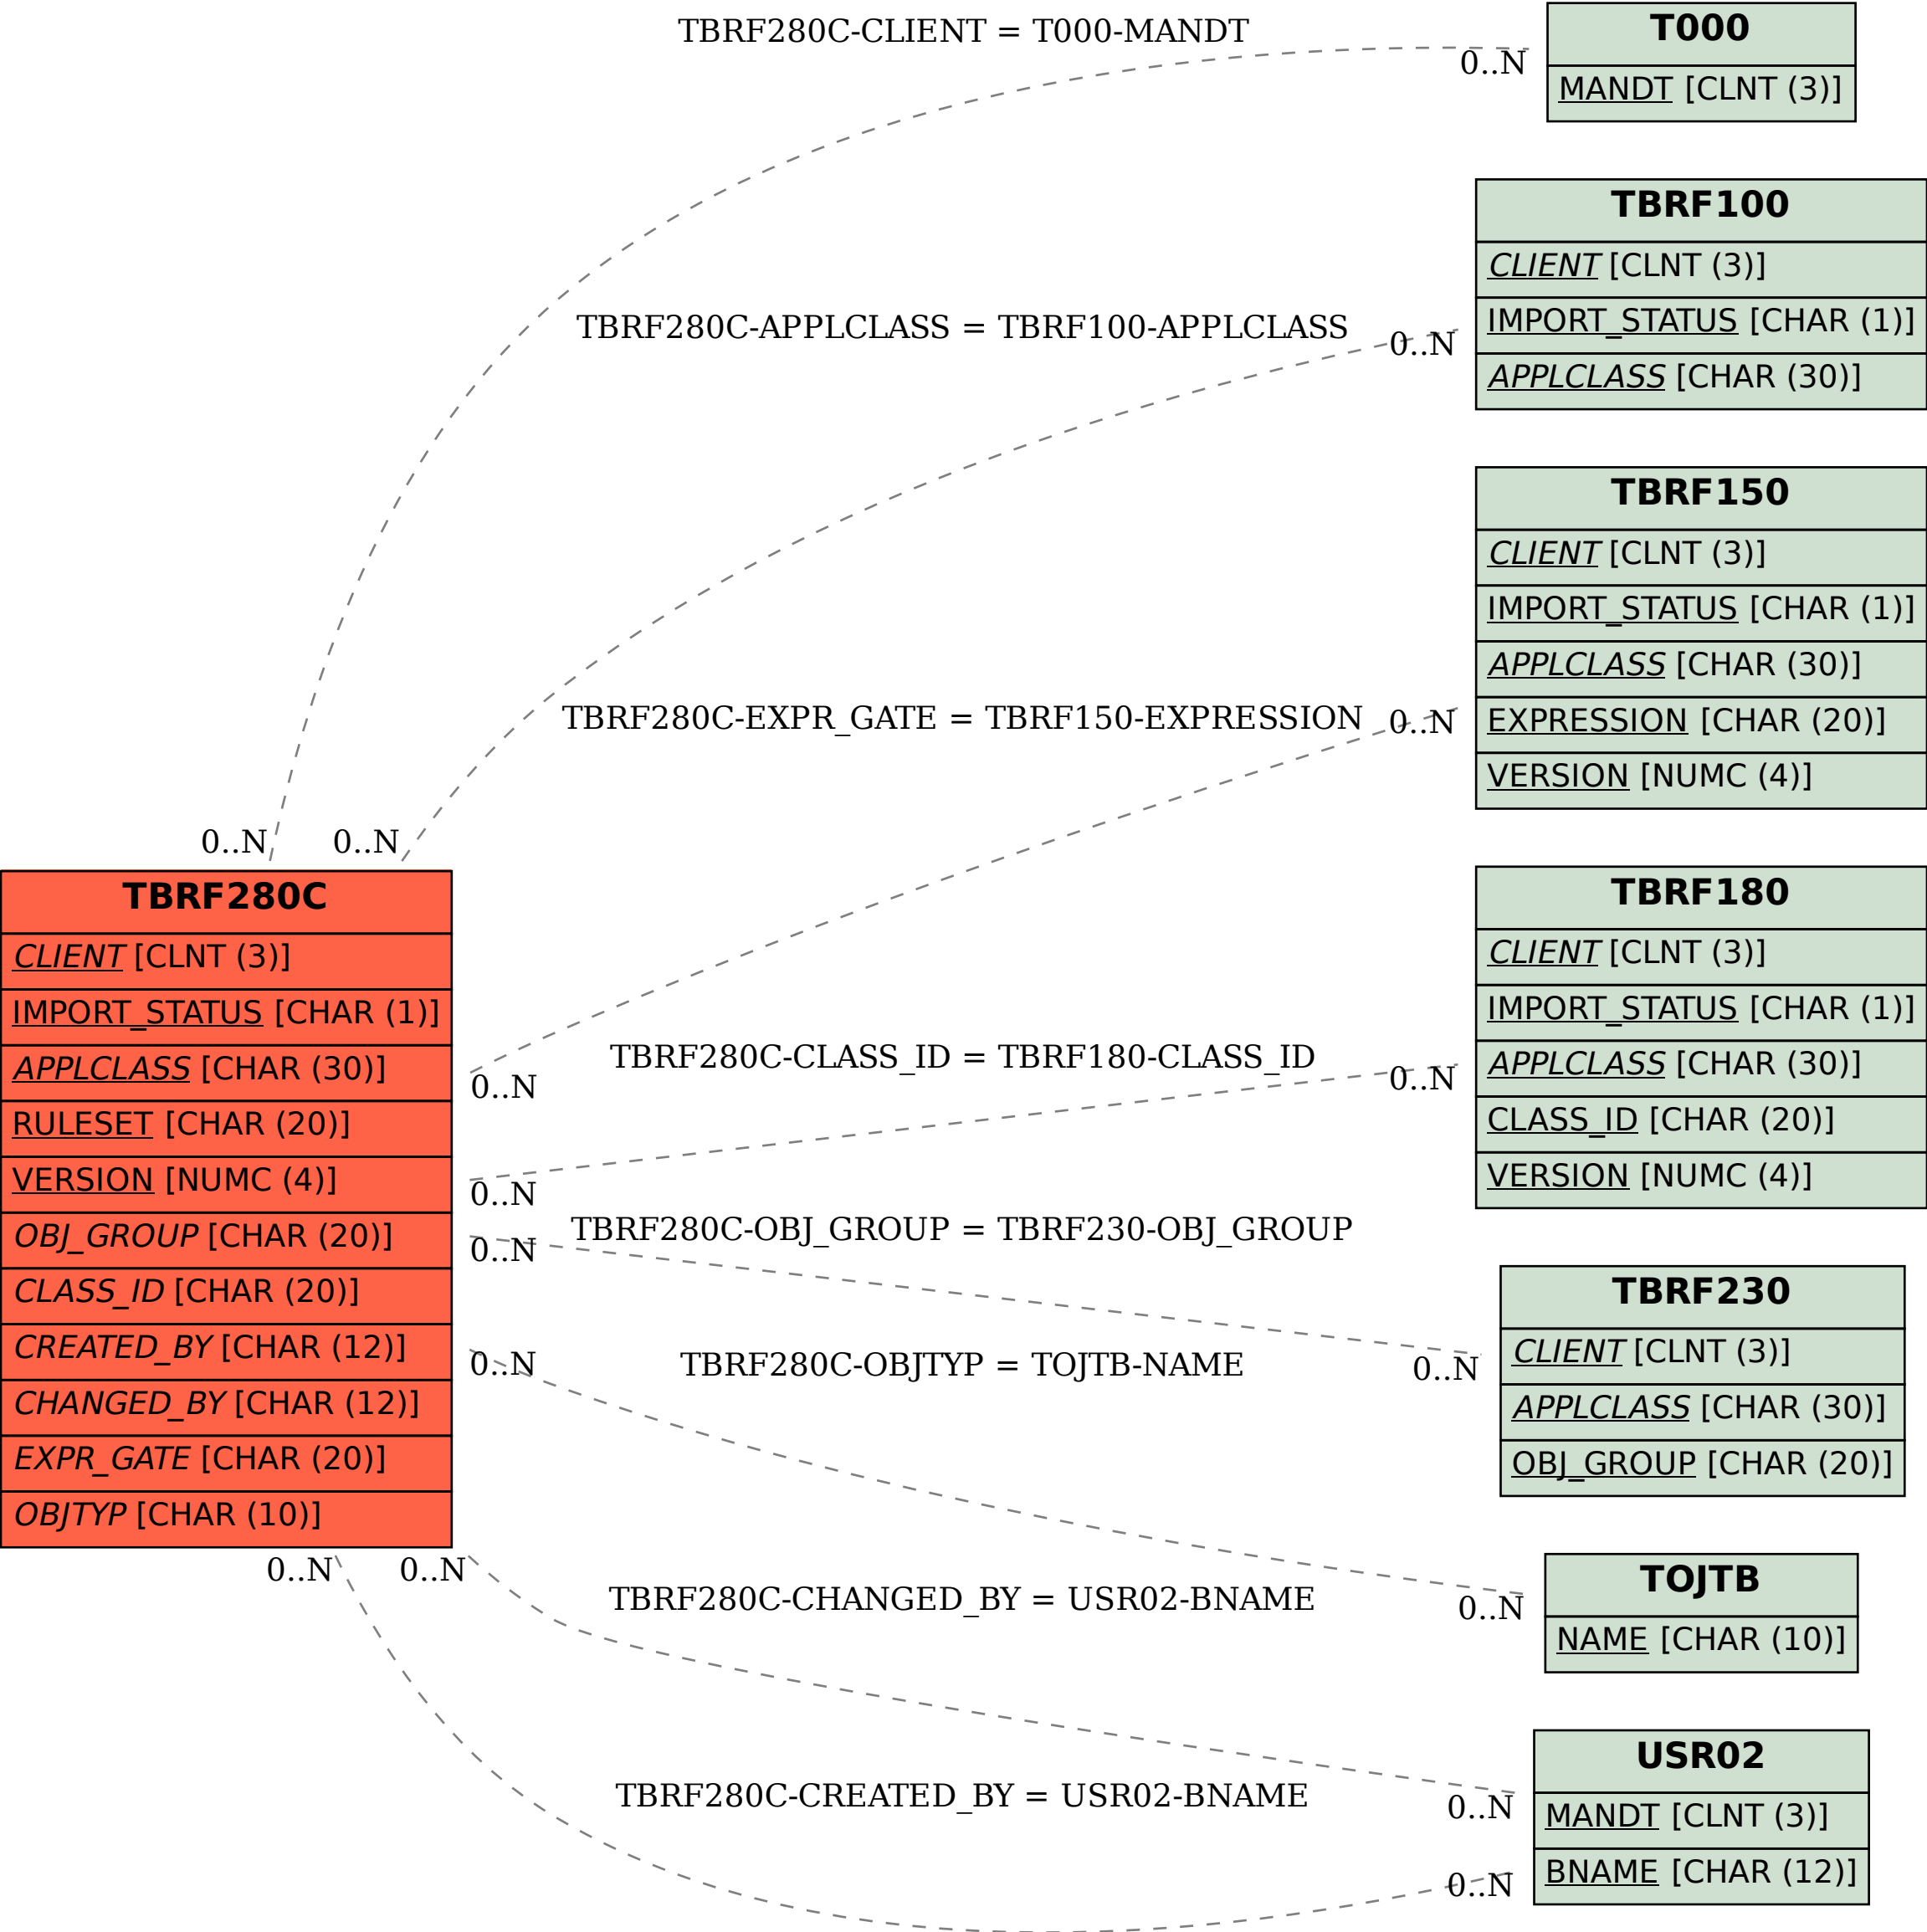 TBRF280C-CLIENT = T000-MANDT
0..N
T000
MANDT [CLNT (3)]
TBRF100
CLIENT [CLNT (3)]
IMPORT_STATUS [CHAR (1)]
APPLCLASS [CHAR (30)]
TBRF280C-APPLCLASS = TBRF100-APPLCLASS
0..N
TBRF150
CLIENT [CLNT (3)]
IMPORT_STATUS [CHAR (1)]
APPLCLASS [CHAR (30)]
EXPRESSION [CHAR (20)]
VERSION [NUMC (4)]
TBRF280C-EXPR_GATE = TBRF150-EXPRESSION
0..N
0..N
0..N
TBRF280C
CLIENT [CLNT (3)]
IMPORT_STATUS [CHAR (1)]
APPLCLASS [CHAR (30)]
RULESET [CHAR (20)]
VERSION [NUMC (4)]
OBJ_GROUP [CHAR (20)]
CLASS_ID [CHAR (20)]
CREATED_BY [CHAR (12)]
CHANGED_BY [CHAR (12)]
EXPR_GATE [CHAR (20)]
OBJTYP [CHAR (10)]
0..N
0..N
0..N
0..N
0..N
0..N
TBRF280C-CLASS_ID = TBRF180-CLASS_ID
0..N
TBRF180
CLIENT [CLNT (3)]
IMPORT_STATUS [CHAR (1)]
APPLCLASS [CHAR (30)]
CLASS_ID [CHAR (20)]
VERSION [NUMC (4)]
TBRF280C-OBJ_GROUP = TBRF230-OBJ_GROUP
0..N
TBRF230
CLIENT [CLNT (3)]
APPLCLASS [CHAR (30)]
OBJ_GROUP [CHAR (20)]
TBRF280C-OBJTYP = TOJTB-NAME
0..N
TOJTB
NAME [CHAR (10)]
TBRF280C-CHANGED_BY = USR02-BNAME
0..N
TBRF280C-CREATED_BY = USR02-BNAME
0..N
USR02
MANDT [CLNT (3)]
BNAME [CHAR (12)]